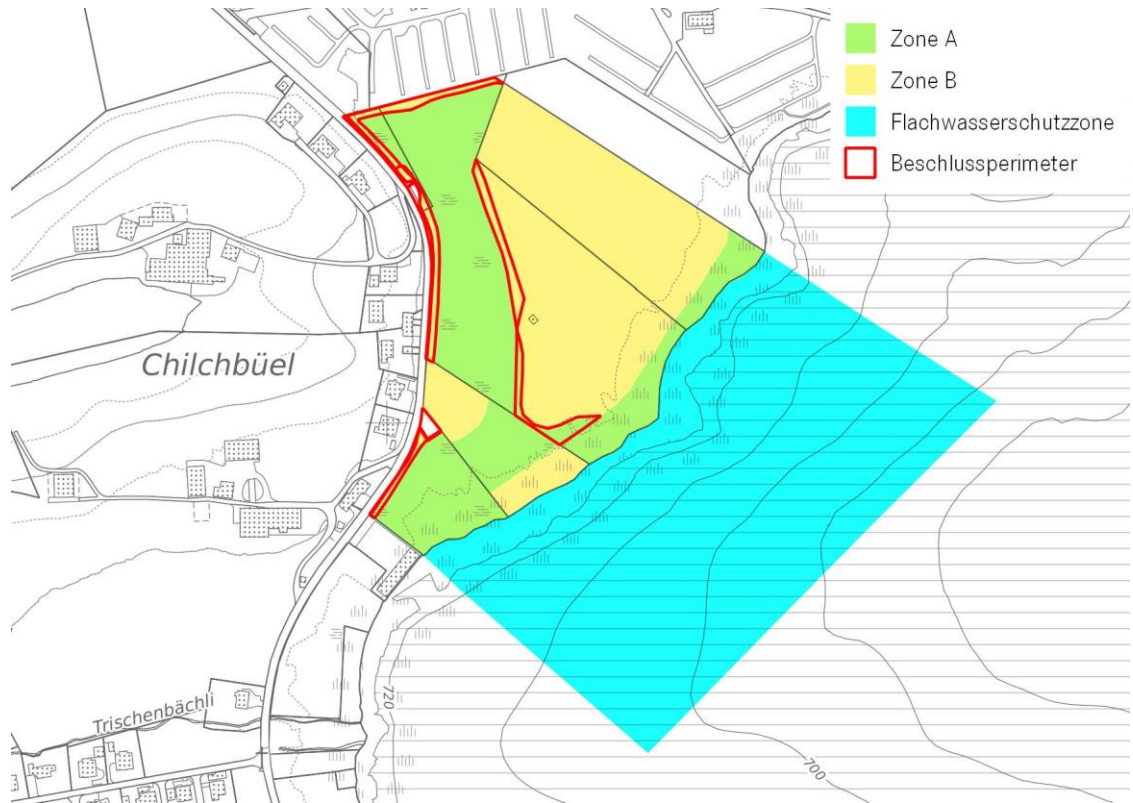 Zone A
Zone B
Flachwasserschutzzone
Beschlussperimeter
Chilchbüel
Trischenbächli
720
700